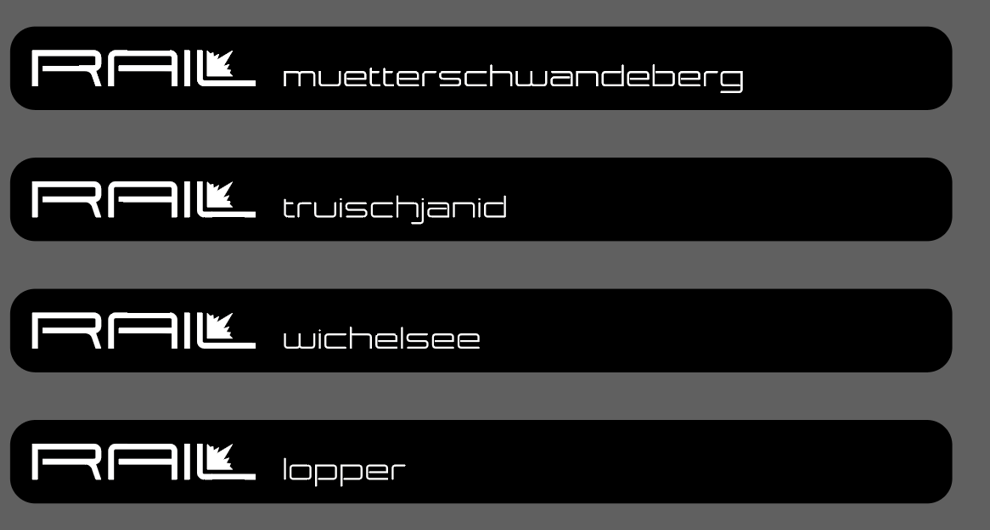 RAIL muetterschwandeberg
RAIL truischjanid
RAIL wichelsee
RAIL lopper